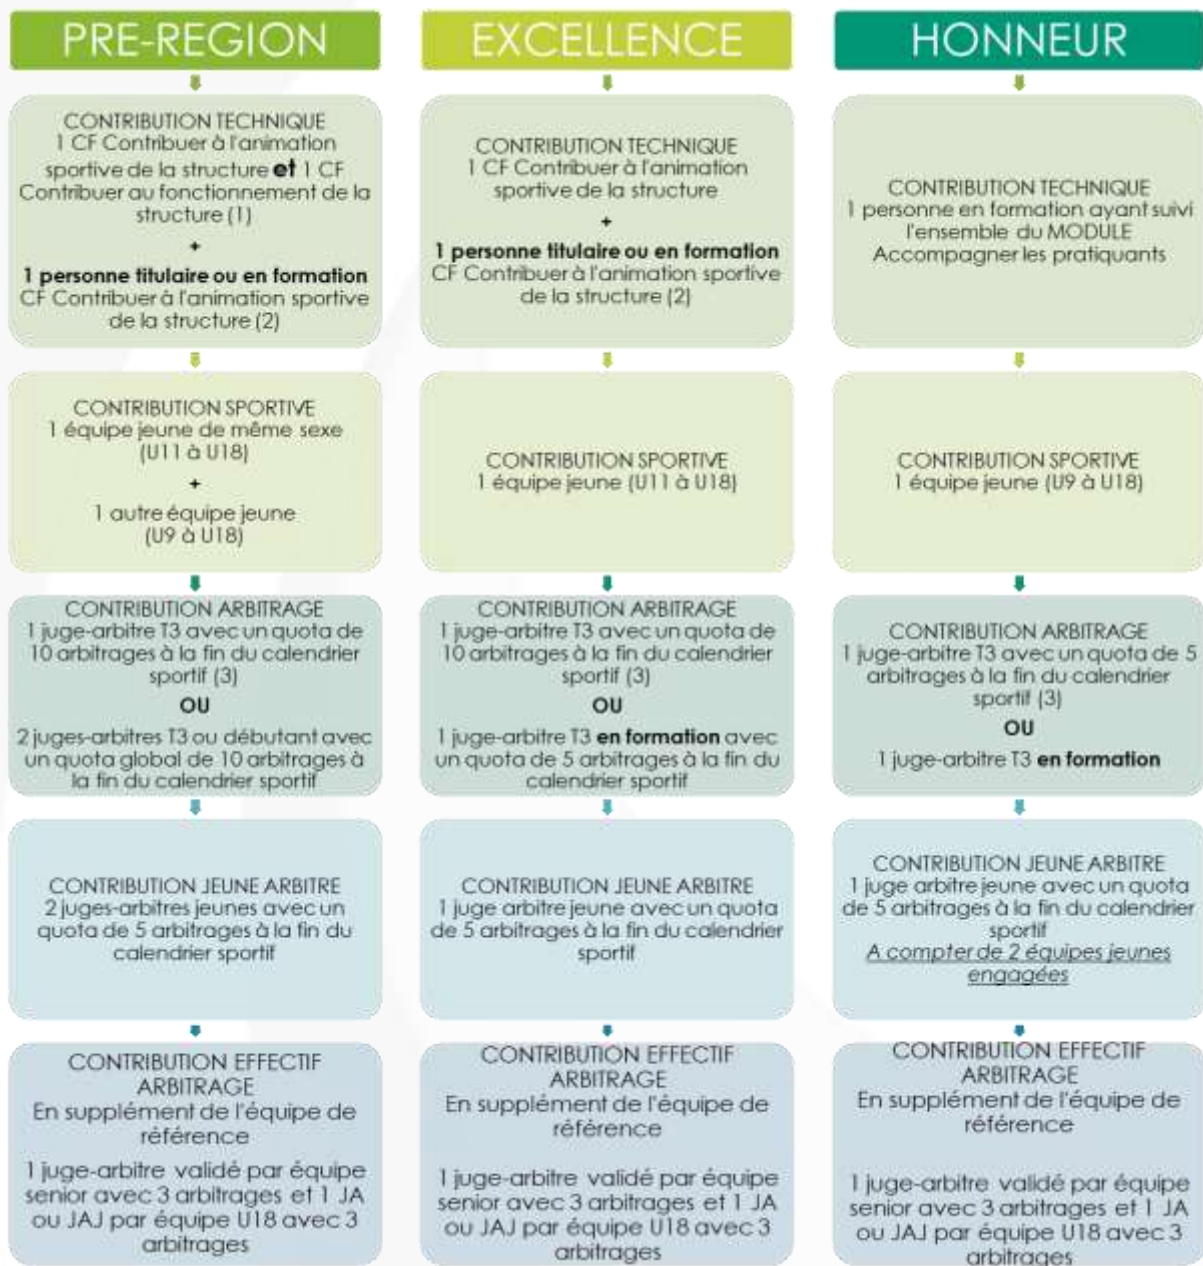 PRE-REGION
CONTRIBUTION TECHNIQUE
1 CF Contribuer à l'animation
sportive de la structure et 1 CF
Contribuer au fonctionnement de la
structure (1)
+
1 personne titulaire ou en formation
CF Contribuer à l'animation sportive
de la structure (2)
CONTRIBUTION SPORTIVE
1 équipe jeune de même sexe
(U11 à U18)
+
1 autre équipe jeune
(U9 à U18)
CONTRIBUTION ARBITRAGE
1 juge-arbitre T3 avec un quota de
10 arbitrages à la fin du calendrier
sportif (3)
OU
2 juges-arbitres T3 ou débutant avec
un quota global de 10 arbitrages à
la fin du calendrier sportif
CONTRIBUTION JEUNE ARBITRE
2 juges-arbitres jeunes avec un
quota de 5 arbitrages à la fin du
calendrier sportif
CONTRIBUTION EFFECTIF
ARBITRAGE
En supplément de l'équipe de
référence
1 juge-arbitre validé par équipe
senior avec 3 arbitrages et 1 JA
ou JAJ par équipe U18 avec 3
arbitrages
EXCELLENCE
CONTRIBUTION TECHNIQUE
1 CF Contribuer à l'animation
sportive de la structure
+
1 personne titulaire ou en formation
CF Contribuer à l'animation sportive
de la structure (2)
CONTRIBUTION SPORTIVE
1 équipe jeune (U11 à U18)
CONTRIBUTION ARBITRAGE
1 juge-arbitre T3 avec un quota de
10 arbitrages à la fin du calendrier
sportif (3)
OU
1 juge-arbitre T3 en formation avec
un quota de 5 arbitrages à la fin du
calendrier sportif
CONTRIBUTION JEUNE ARBITRE
1 juge arbitre jeune avec un quota
de 5 arbitrages à la fin du calendrier
sportif
CONTRIBUTION EFFECTIF
ARBITRAGE
En supplément de l'équipe de
référence
1 juge-arbitre validé par équipe
senior avec 3 arbitrages et 1 JA
ou JAJ par équipe U18 avec 3
arbitrages
HONNEUR
CONTRIBUTION TECHNIQUE
1 personne en formation ayant suivi
l'ensemble du MODULE
Accompagner les pratiquants
CONTRIBUTION SPORTIVE
1 équipe jeune (U9 à U18)
CONTRIBUTION ARBITRAGE
1 juge-arbitre T3 avec un quota de 5
arbitrages à la fin du calendrier
sportif (3)
OU
1 juge-arbitre T3 en formation
CONTRIBUTION JEUNE ARBITRE
1 juge arbitre jeune avec un quota
de 5 arbitrages à la fin du calendrier
sportif
A compter de 2 équipes jeunes
engagées
CONTRIBUTION EFFECTIF
ARBITRAGE
En supplément de l'équipe de
référence
1 juge-arbitre validé par équipe
senior avec 3 arbitrages et 1 JA
ou JAJ par équipe U18 avec 3
arbitrages